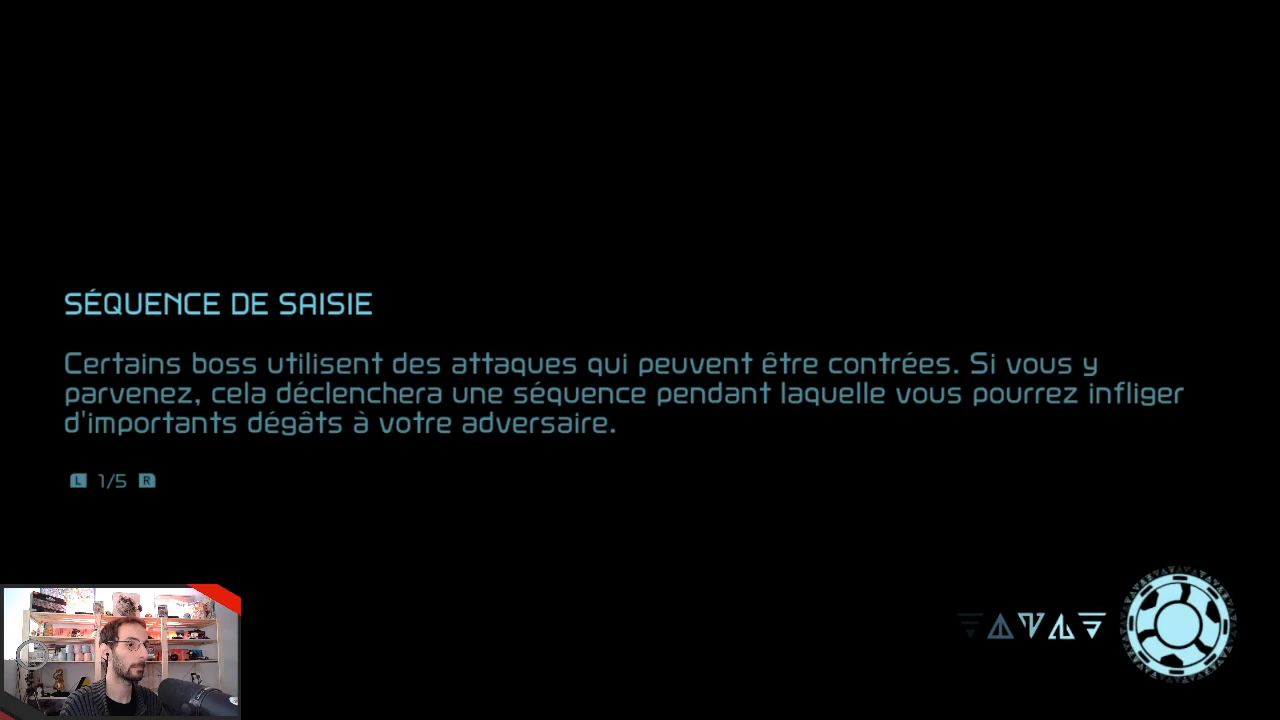 SÉQUENCE DE SAISIE
Certains boss utilisent des attaques qui peuvent être contrées. Si vous y
parvenez, cela déclenchera une séquence pendant laquelle vous pourrez infliger
d'importants dégâts à votre adversaire.
L 1/5 R